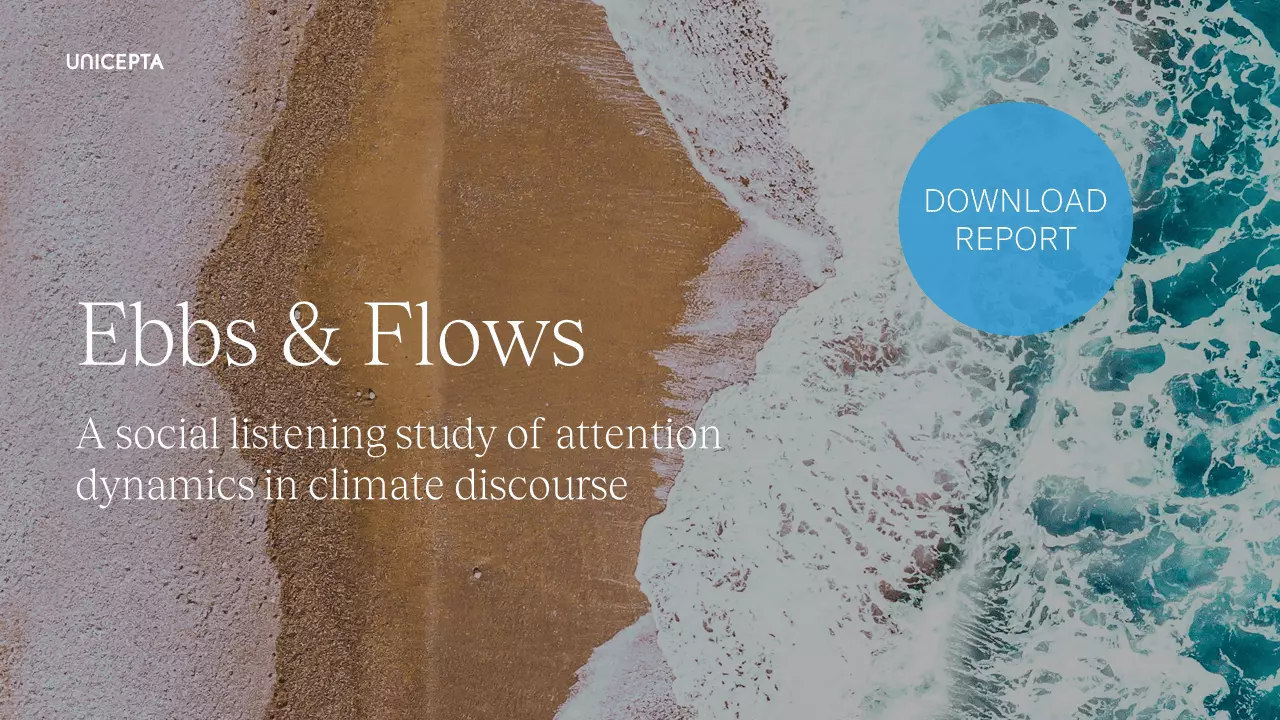 UNICEPTA
DOWNLOAD
REPORT
Ebbs & Flows
A social listening study of attention
dynamics in climate discourse